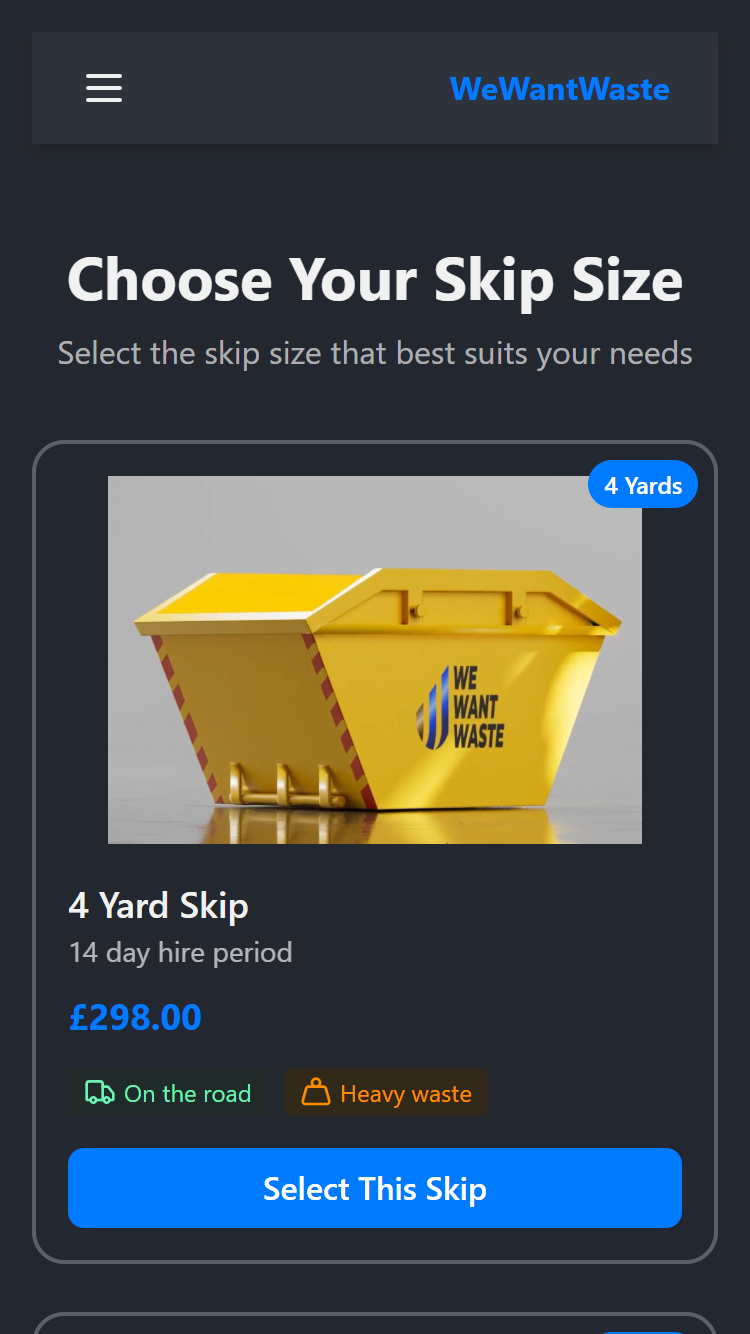 WeWantWaste
Choose Your Skip Size
Select the skip size that best suits your needs
4 Yards
WE
WANT
WASTE
4 Yard Skip
14 day hire period
£298.00
On the road
Heavy waste
Select This Skip